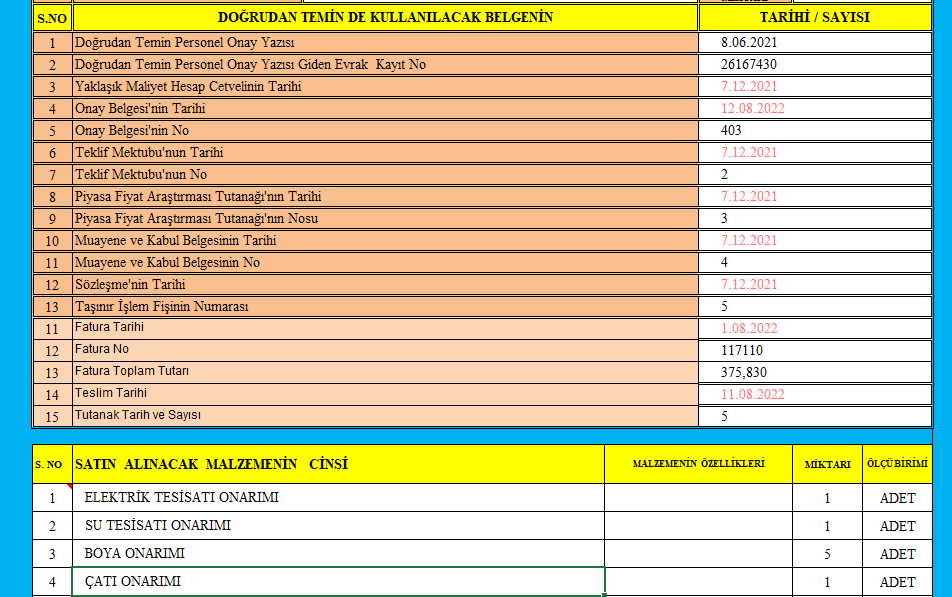 S.NO DOĞRUDAN TEMİN DE KULLANILACAK BELGENİN TARİHİ / SAYISI
1 Doğrudan Temin Personel Onay Yazısı 8.06.2021
2 Doğrudan Temin Personel Onay Yazısı Giden Evrak Kayıt No 26167430
3 Yaklaşık Maliyet Hesap Cetvelinin Tarihi 7.12.2021
4 Onay Belgesi'nin Tarihi 12.08.2022
5 Onay Belgesi'nin No 403
6 Teklif Mektubu'nun Tarihi 7.12.2021
7 Teklif Mektubu'nun No 2
8 Piyasa Fiyat Araştırması Tutanağı'nın Tarihi 7.12.2021
9 Piyasa Fiyat Araştırması Tutanağı'nın Nosu 3
10 Muayene ve Kabul Belgesinin Tarihi 7.12.2021
11 Muayene ve Kabul Belgesinin No 4
12 Sözleşme'nin Tarihi 7.12.2021
13 Taşınır İşlem Fişinin Numarası 5
11 Fatura Tarihi 1.08.2022
12 Fatura No 117110
13 Fatura Toplam Tutarı 375,830
14 Teslim Tarihi 11.08.2022
15 Tutanak Tarih ve Sayısı 5
S. NO SATIN ALINACAK MALZEMENİN CİNSİ MALZEMENİN ÖZELLİKLERİ MİKTARI ÖLÇÜ BİRİMİ
1 ELEKTRİK TESİSATI ONARIMI 1 ADET
2 SU TESİSATI ONARIMI 1 ADET
3 BOYA ONARIMI 5 ADET
4 ÇATI ONARIMI 1 ADET